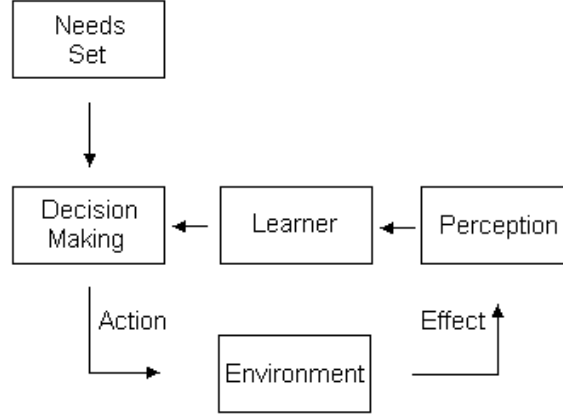 Needs
Set
Decision
Making
Learner
Perception
Action
Effect
Environment